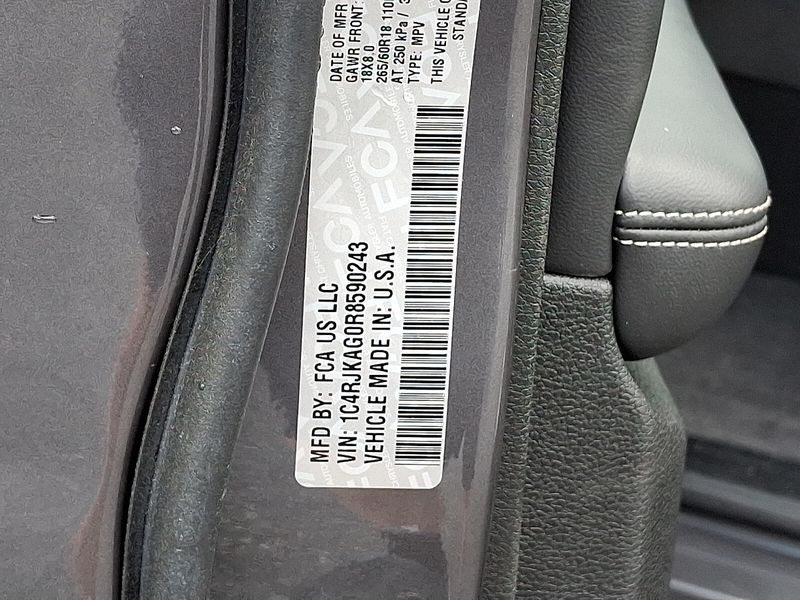 DATE OF MFR
GAWR FRONT:
18X8.0
265/60R18 110
AT 250 kPa / 3
TYPE: MPV
THIS VEHICLE C
STANDA
MFD BY: FCA US LLC
VIN: 1C4RJKAG0R8590243
VEHICLE MADE IN: U.S.A.